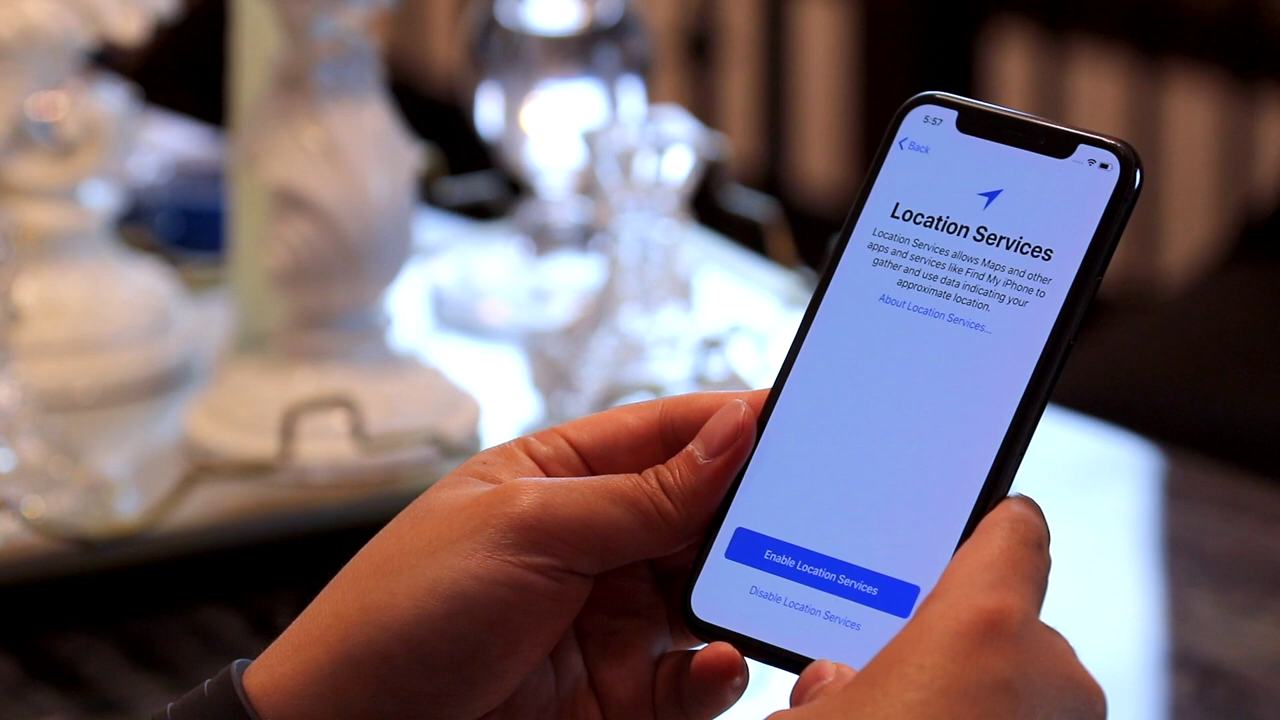 5:57
Back
Location Services
Location Services allows Maps and other
apps and services like Find My iPhone to
gather and use data indicating your
approximate location.
About Location Services...
Enable Location Services
Disable Location Services